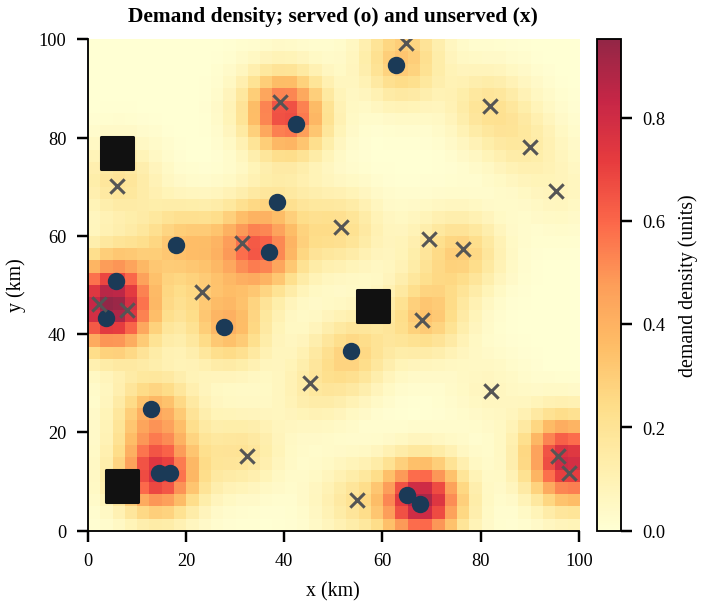 Demand density; served (o) and unserved (x)
100
80
60
40
20
0
y (km)
0 20 40 60 80 100
x (km)
0.8
0.6
0.4
0.2
0.0
demand density (units)